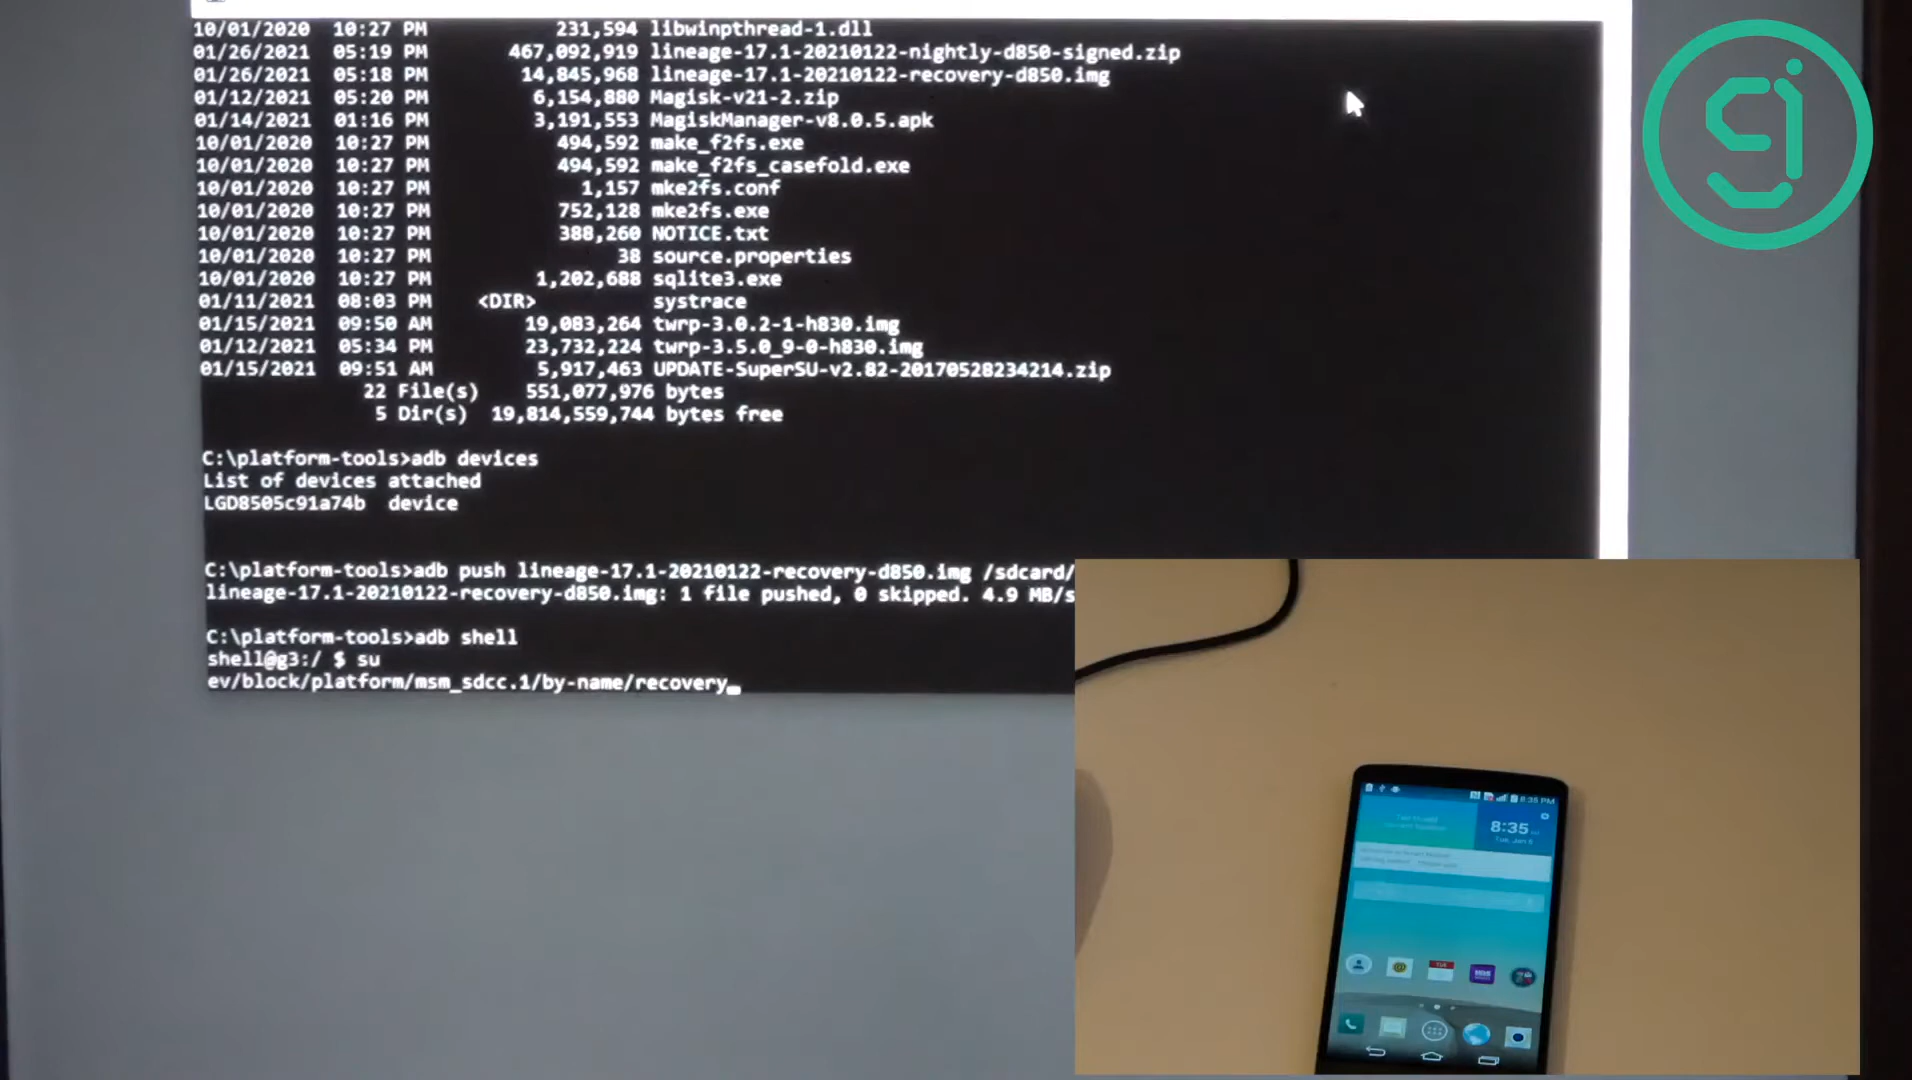 10/01/2020 10:27 PM 231,594 libwinpthread-1.dll
01/26/2021 05:19 PM 467,092,919 lineage-17.1-20210122-nightly-d850-signed.zip
01/26/2021 05:18 PM 14,845,968 lineage-17.1-20210122-recovery-d850.img
01/12/2021 05:20 PM 6,154,880 Magisk-v21-2.zip
01/14/2021 01:16 PM 3,191,553 MagiskManager-v8.0.5.apk
10/01/2020 10:27 PM 494,592 make_f2fs.exe
10/01/2020 10:27 PM 494,592 make_f2fs_casefold.exe
10/01/2020 10:27 PM 1,157 mke2fs.conf
10/01/2020 10:27 PM 752,128 mke2fs.exe
10/01/2020 10:27 PM 388,260 NOTICE.txt
10/01/2020 10:27 PM 38 source.properties
10/01/2020 10:27 PM 1,202,688 sqlite3.exe
01/11/2021 08:03 PM <DIR> systrace
01/15/2021 09:50 AM 19,083,264 twrp-3.0.2-1-h830.img
01/12/2021 05:34 PM 23,732,224 twrp-3.5.0_9-0-h830.img
01/15/2021 09:51 AM 5,917,463 UPDATE-SuperSU-v2.82-20170528234214.zip
22 File(s) 551,077,976 bytes
5 Dir(s) 19,814,559,744 bytes free
C:\platform-tools>adb devices
List of devices attached
LGD8505c91a74b device
C:\platform-tools>adb push lineage-17.1-20210122-recovery-d850.img /sdcard/
lineage-17.1-20210122-recovery-d850.img: 1 file pushed, 0 skipped. 4.9 MB/s
C:\platform-tools>adb shell
shell@g3:/ $ su
ev/block/platform/msm_sdcc.1/by-name/recovery_
gj
8:35 PM
8:35